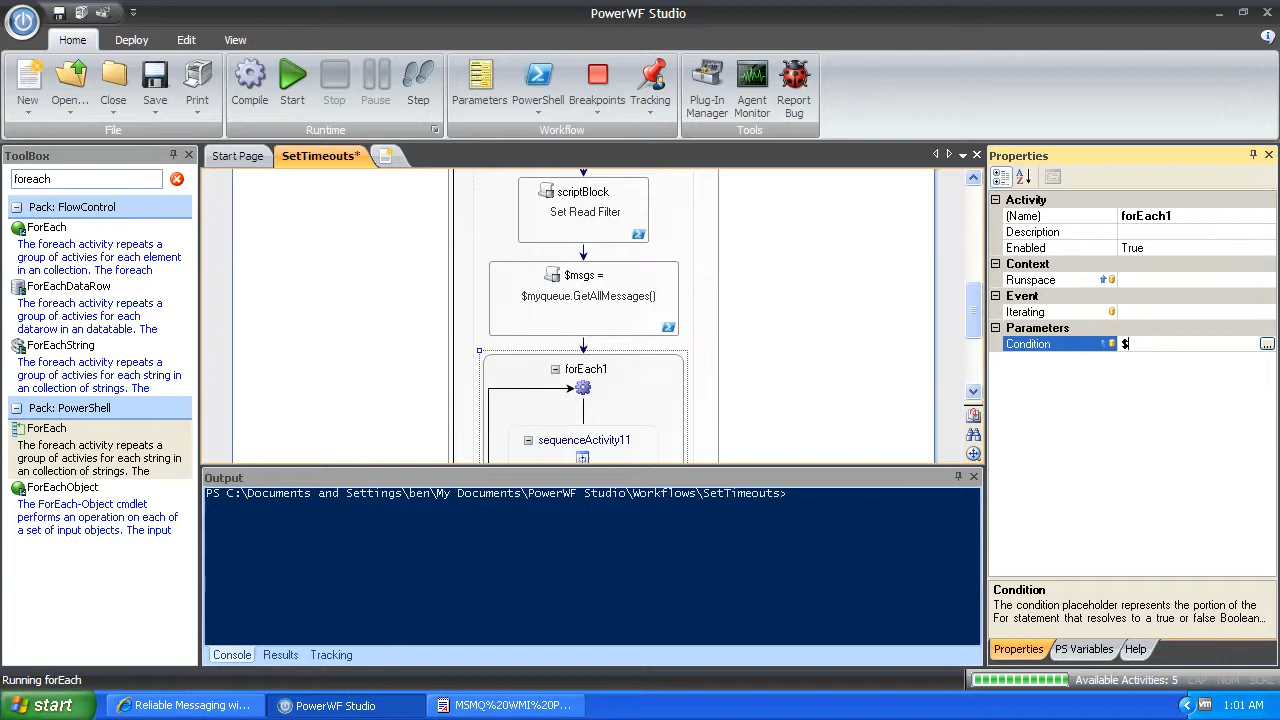 PowerWF Studio
Home
Deploy
Edit
View
New
Open...
Close
Save
Print
File
Compile
Start
Stop
Pause
Step
Runtime
Parameters
PowerShell
Breakpoints
Tracking
Workflow
Plug-In
Manager
Agent
Monitor
Report
Bug
Tools
ToolBox
foreach
Pack: FlowControl
ForEach
The foreach activity repeats a
group of activies for each element
in an collection. The foreach
ForEachDataRow
The foreach activity repeats a
group of activies for each
datarow in an datatable. The
ForEachString
The foreach activity repeats a
group of activies for each string in
an collection of strings. The
Pack: PowerShell
ForEach
The foreach activity repeats a
group of activies for each string
in an collection of strings. The
ForEachObject
The ForEach-Object cmdlet
performs an operation on each of
a set of input objects. The input
Start Page
SetTimeouts*
scriptBlock
Set Read Filter
$msgs =
$myqueue.GetAllMessages()
forEach1
sequenceActivity11
Output
PS C:\Documents and Settings\ben\My Documents\PowerWF Studio\Workflows\SetTimeouts>
Console
Results
Tracking
Properties
Activity
(Name) forEach1
Description
Enabled True
Context
Runspace
Event
Iterating
Parameters
Condition $
...
Condition
The condition placeholder represents the portion of the
For statement that resolves to a true or false Boolean...
Properties
PS Variables
Help
Running forEach
Available Activities: 5
CAP NUM SCRL
start
Reliable Messaging wi...
PowerWF Studio
MSMQ%20WMI%20P...
1:01 AM